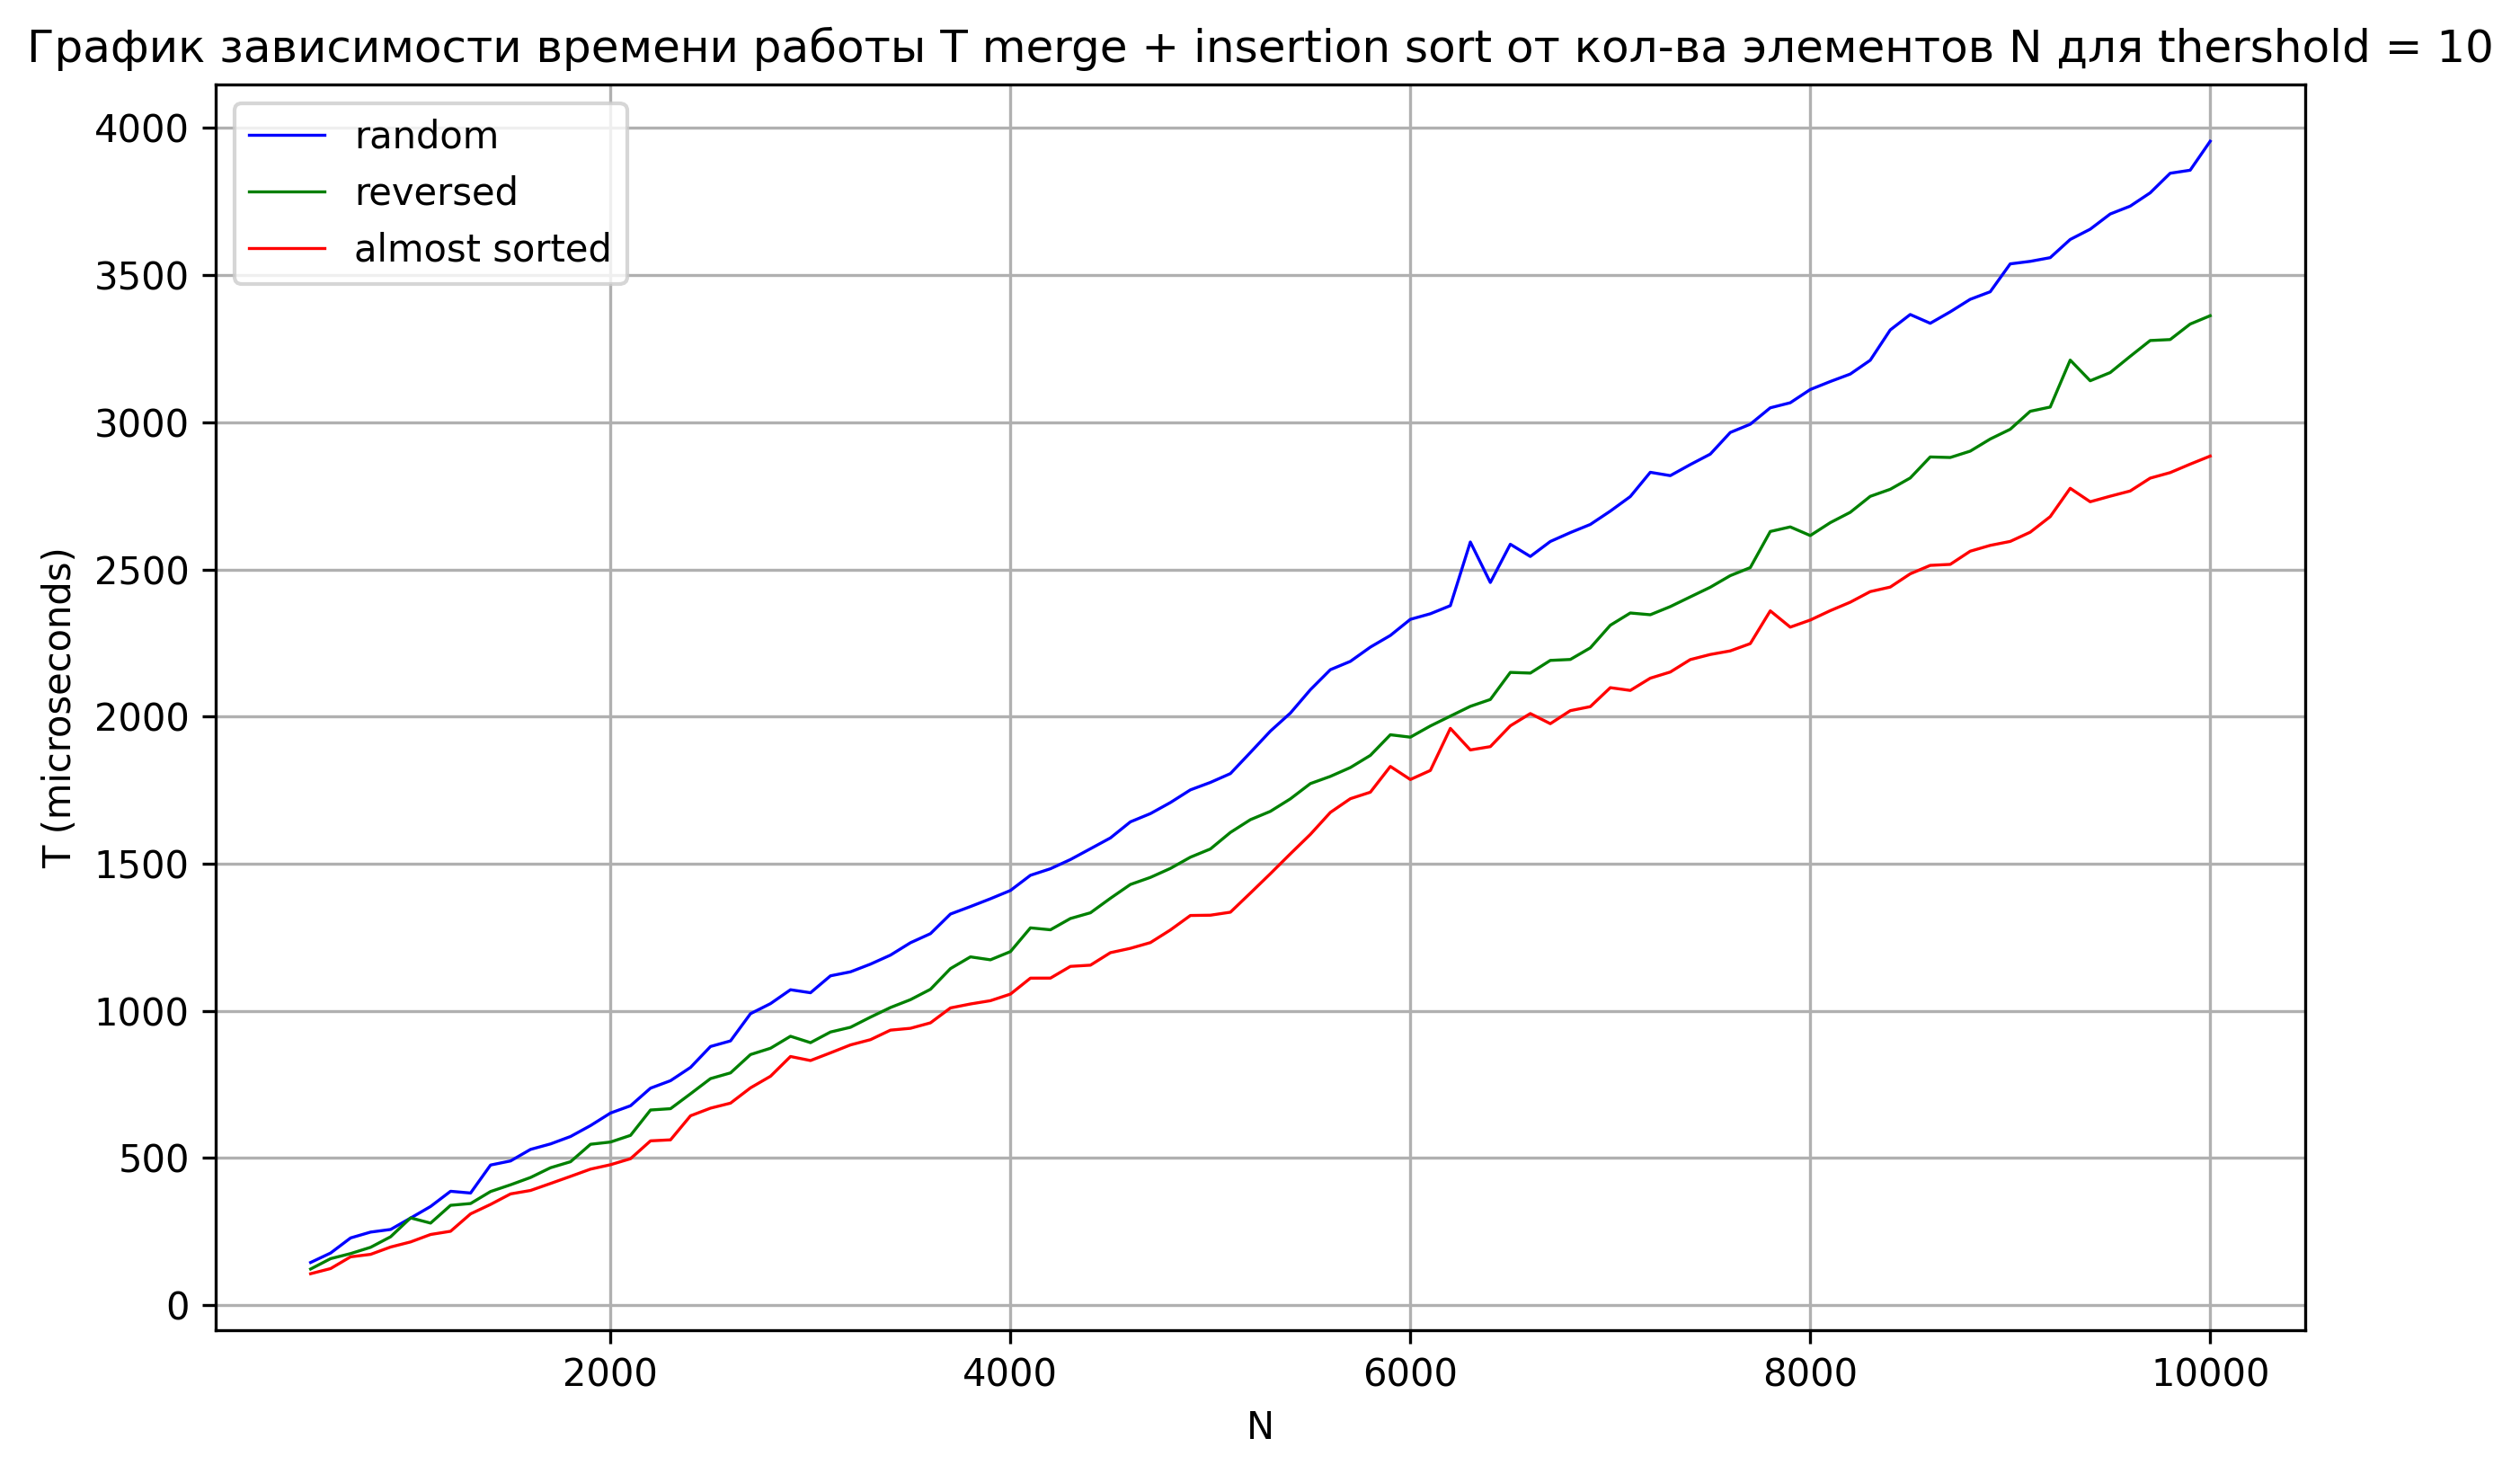 График зависимости времени работы T merge + insertion sort от кол-ва элементов N для thershold = 10
random
reversed
almost sorted
T (microseconds)
4000
3500
3000
2500
2000
1500
1000
500
0
2000 4000 6000 8000 10000
N